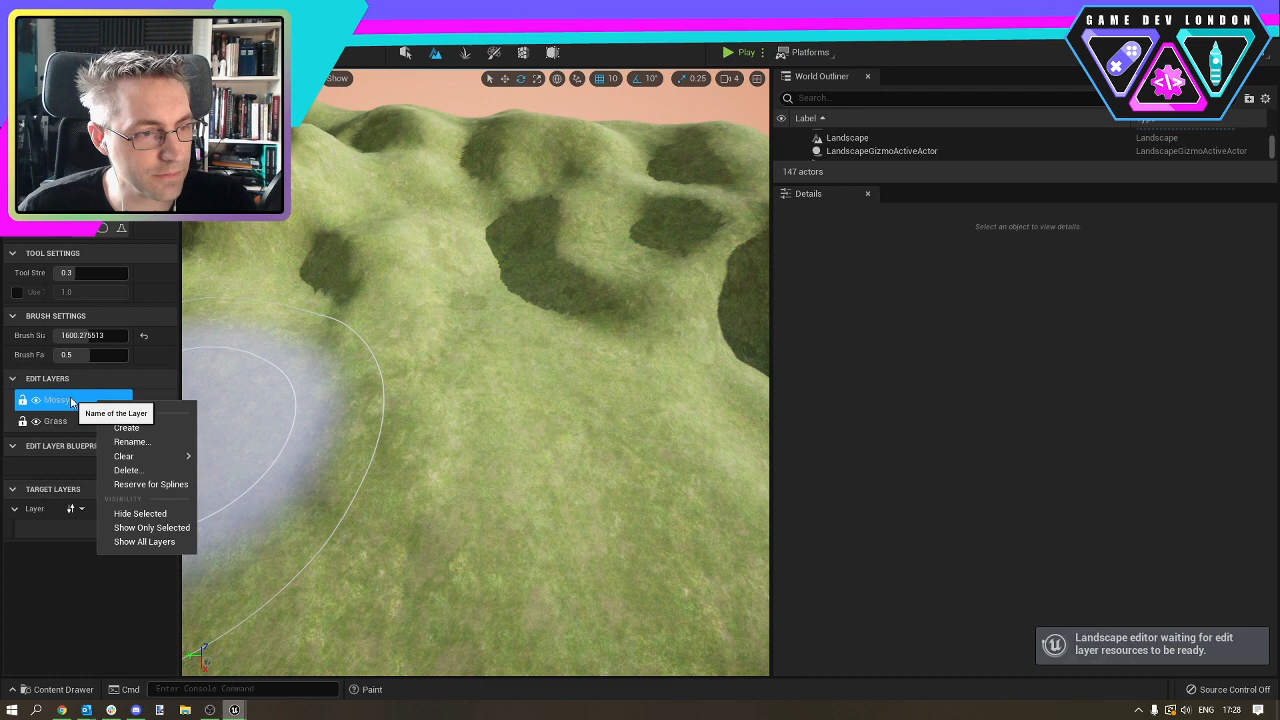 GAME DEV LONDON
</>
Show
10
10°
0.25
4
Play
Platforms
World Outliner
Search...
Label
Landscape
Landscape
LandscapeGizmoActiveActor
LandscapeGizmoActiveActor
147 actors
Details
Select an object to view details.
TOOL SETTINGS
Tool Stre
0.3
1.0
BRUSH SETTINGS
Brush Siz
1600.275513
Brush Fa
0.5
EDIT LAYERS
Mossy
Name of the Layer
Grass
Create
Rename...
Clear
Delete...
Reserve for Splines
VISIBILITY
Hide Selected
Show Only Selected
Show All Layers
EDIT LAYER BLUEPRI
TARGET LAYERS
Layer
Z
X
Landscape editor waiting for edit
layer resources to be ready.
Content Drawer
Cmd
Enter Console Command
Paint
Source Control Off
ENG
17:28